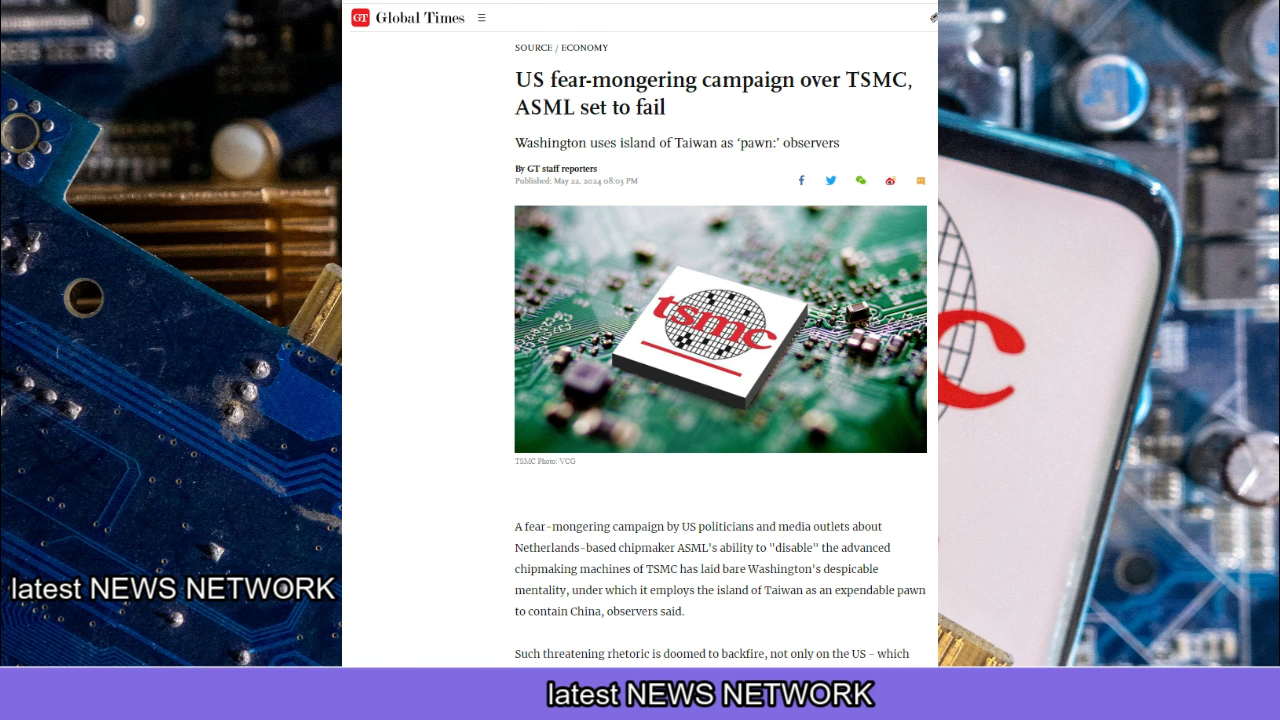 GT Global Times
SOURCE / ECONOMY
US fear-mongering campaign over TSMC,
ASML set to fail
Washington uses island of Taiwan as ‘pawn:’ observers
By GT staff reporters
Published: May 22, 2024 08:03 PM
tsmc
TSMC Photo: VCG
A fear-mongering campaign by US politicians and media outlets about
Netherlands-based chipmaker ASML's ability to "disable" the advanced
chipmaking machines of TSMC has laid bare Washington's despicable
mentality, under which it employs the island of Taiwan as an expendable pawn
to contain China, observers said.
Such threatening rhetoric is doomed to backfire, not only on the US - which
c
latest NEWS NETWORK
latest NEWS NETWORK